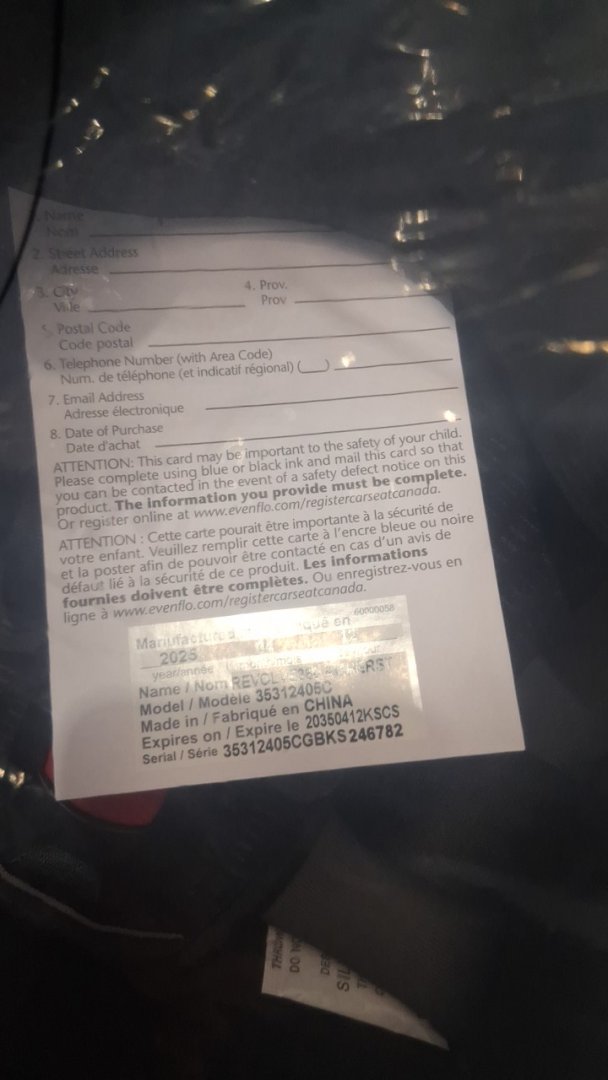 1. Name
Nom
2. Street Address
Adresse
3. City
Ville
4. Prov.
Prov
5. Postal Code
Code postal
6. Telephone Number (with Area Code)
Num. de téléphone (et indicatif régional) (   )
7. Email Address
Adresse électronique
8. Date of Purchase
Date d'achat
ATTENTION: This card may be important to the safety of your child.
Please complete using blue or black ink and mail this card so that
you can be contacted in the event of a safety defect notice on this
product. The information you provide must be complete.
Or register online at www.evenflo.com/registercarseatcanada.
ATTENTION : Cette carte pourait être importante à la sécurité de
votre enfant. Veuillez remplir cette carte à l'encre bleue ou noire
et la poster afin de pouvoir être contacté en cas d'un avis de
défaut lié à la sécurité de ce produit. Les informations
fournies doivent être complètes. Ou enregistrez-vous en
ligne à www.evenflo.com/registercarseatcanada.
60000058
Manufactured en
2025
year/année
Name / Nom
Model / Modèle 35312405C
Made in / Fabriqué en CHINA
Expires on / Expire le 20350412KSCS
Serial / Série 35312405CGBKS246782
DO